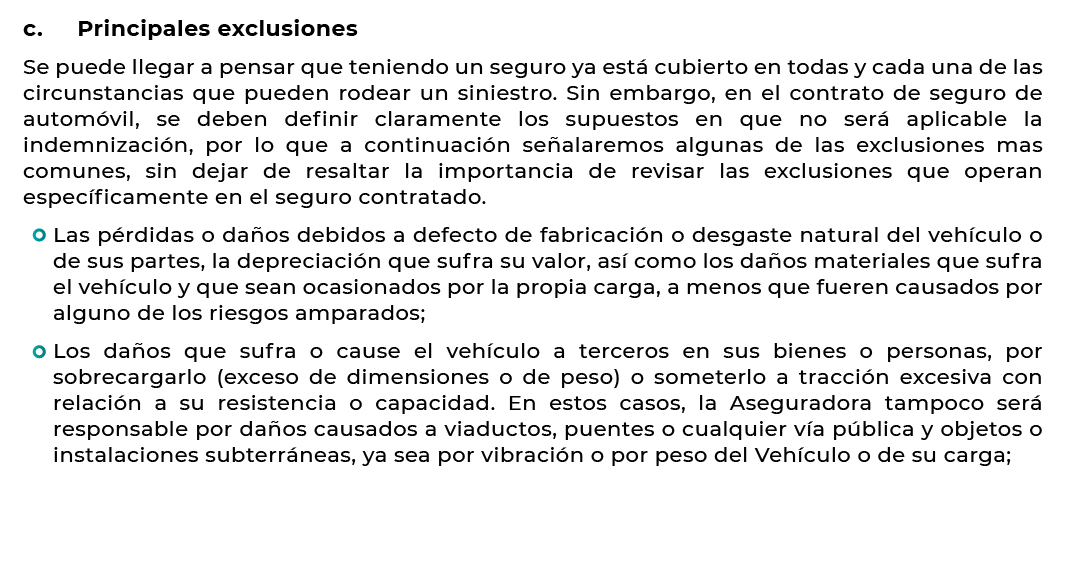 c. Principales exclusiones
Se puede llegar a pensar que teniendo un seguro ya está cubierto en todas y cada una de las
circunstancias que pueden rodear un siniestro. Sin embargo, en el contrato de seguro de
automóvil, se deben definir claramente los supuestos en que no será aplicable la
indemnización, por lo que a continuación señalaremos algunas de las exclusiones mas
comunes, sin dejar de resaltar la importancia de revisar las exclusiones que operan
específicamente en el seguro contratado.
Las pérdidas o daños debidos a defecto de fabricación o desgaste natural del vehículo o
de sus partes, la depreciación que sufra su valor, así como los daños materiales que sufra
el vehículo y que sean ocasionados por la propia carga, a menos que fueren causados por
alguno de los riesgos amparados;
Los daños que sufra o cause el vehículo a terceros en sus bienes o personas, por
sobrecargarlo (exceso de dimensiones o de peso) o someterlo a tracción excesiva con
relación a su resistencia o capacidad. En estos casos, la Aseguradora tampoco será
responsable por daños causados a viaductos, puentes o cualquier vía pública y objetos o
instalaciones subterráneas, ya sea por vibración o por peso del Vehículo o de su carga;